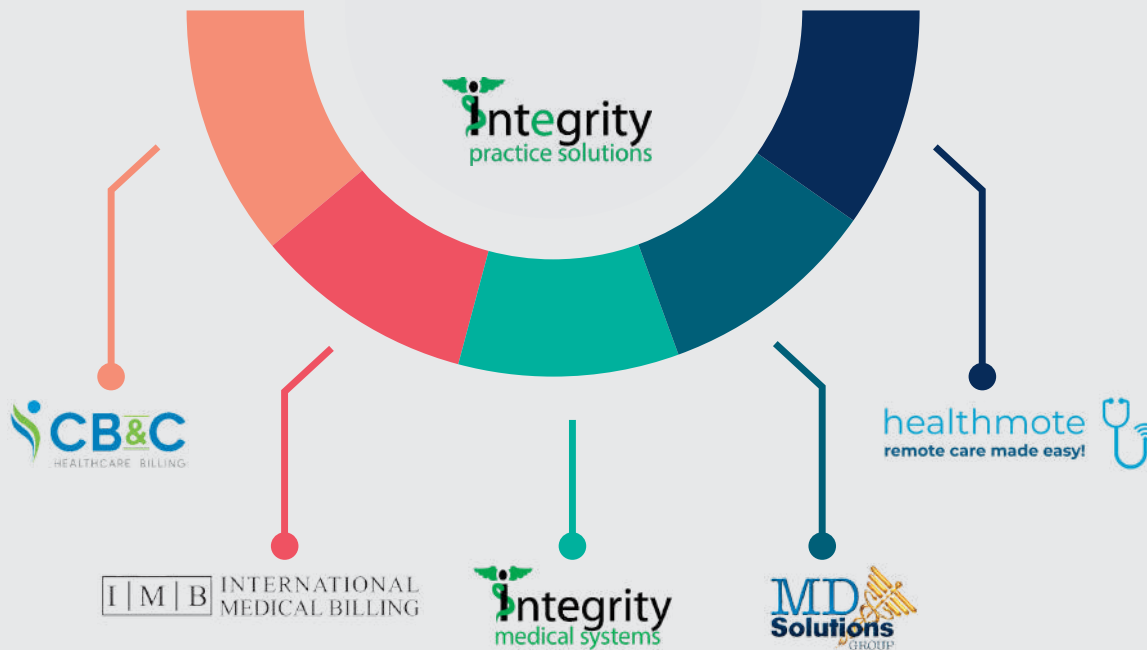 integrity
practice solutions
CB&C
HEALTHCARE BILLING
healthmote
remote care made easy!
I|M|B INTERNATIONAL
MEDICAL BILLING
integrity
medical systems
MD
Solutions
GROUP